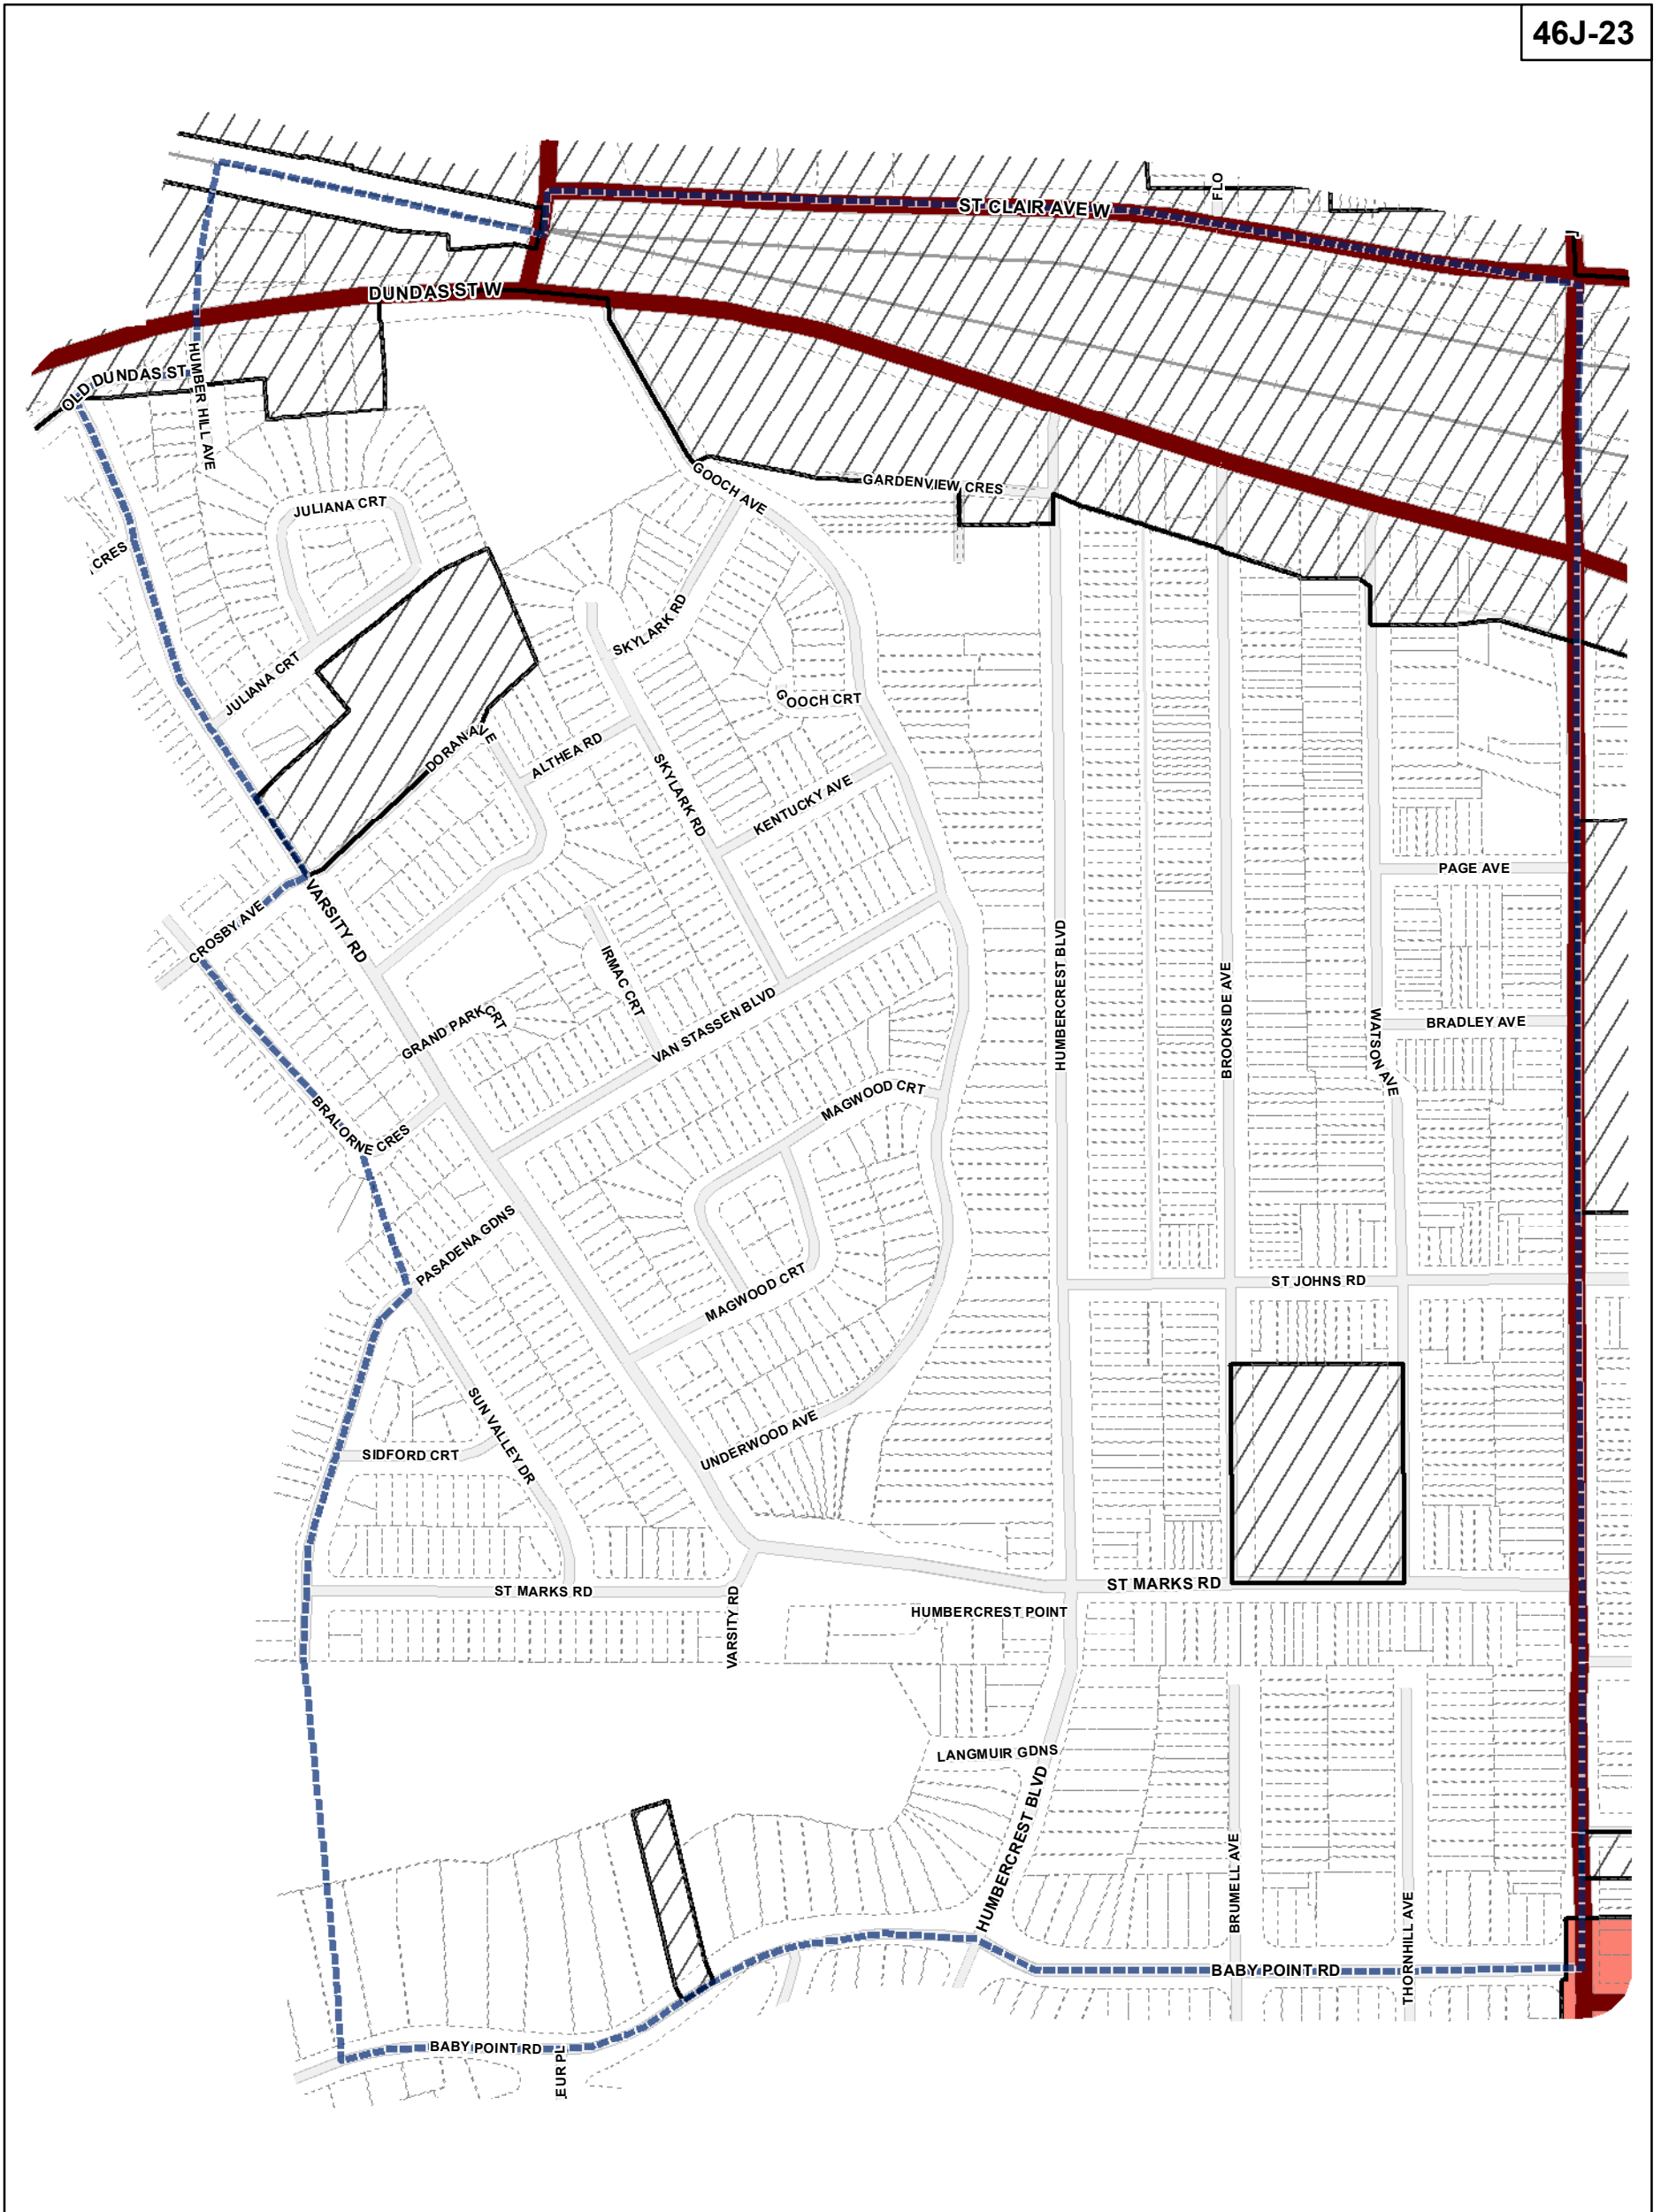 46J-23
FLO
ST CLAIR AVE W
DUNDAS ST W
OLD DUNDAS ST
HUMBER HILL AVE
GOOCH AVE
GARDENVIEW CRES
JULIANA CRT
CRES
SKYLARK RD
JULIANA CRT
GOOCH CRT
DORAN AVE
ALTHEA RD
SKYLARK RD
KENTUCKY AVE
PAGE AVE
VARSITY RD
CROSBY AVE
IRMAC CRT
HUMBERCREST BLVD
BROOKSIDE AVE
GRAND PARK CRT
VAN STASSEN BLVD
WATSON AVE
BRADLEY AVE
MAGWOOD CRT
BRALORNE CRES
PASADENA GDNS
MAGWOOD CRT
ST JOHNS RD
SUN VALLEY DR
UNDERWOOD AVE
SIDFORD CRT
ST MARKS RD
ST MARKS RD
VARSITY RD
HUMBERCREST POINT
LANGMUIR GDNS
HUMBERCREST BLVD
BRUMELL AVE
THORNHILL AVE
BABY POINT RD
BABY POINT RD
EUR PL